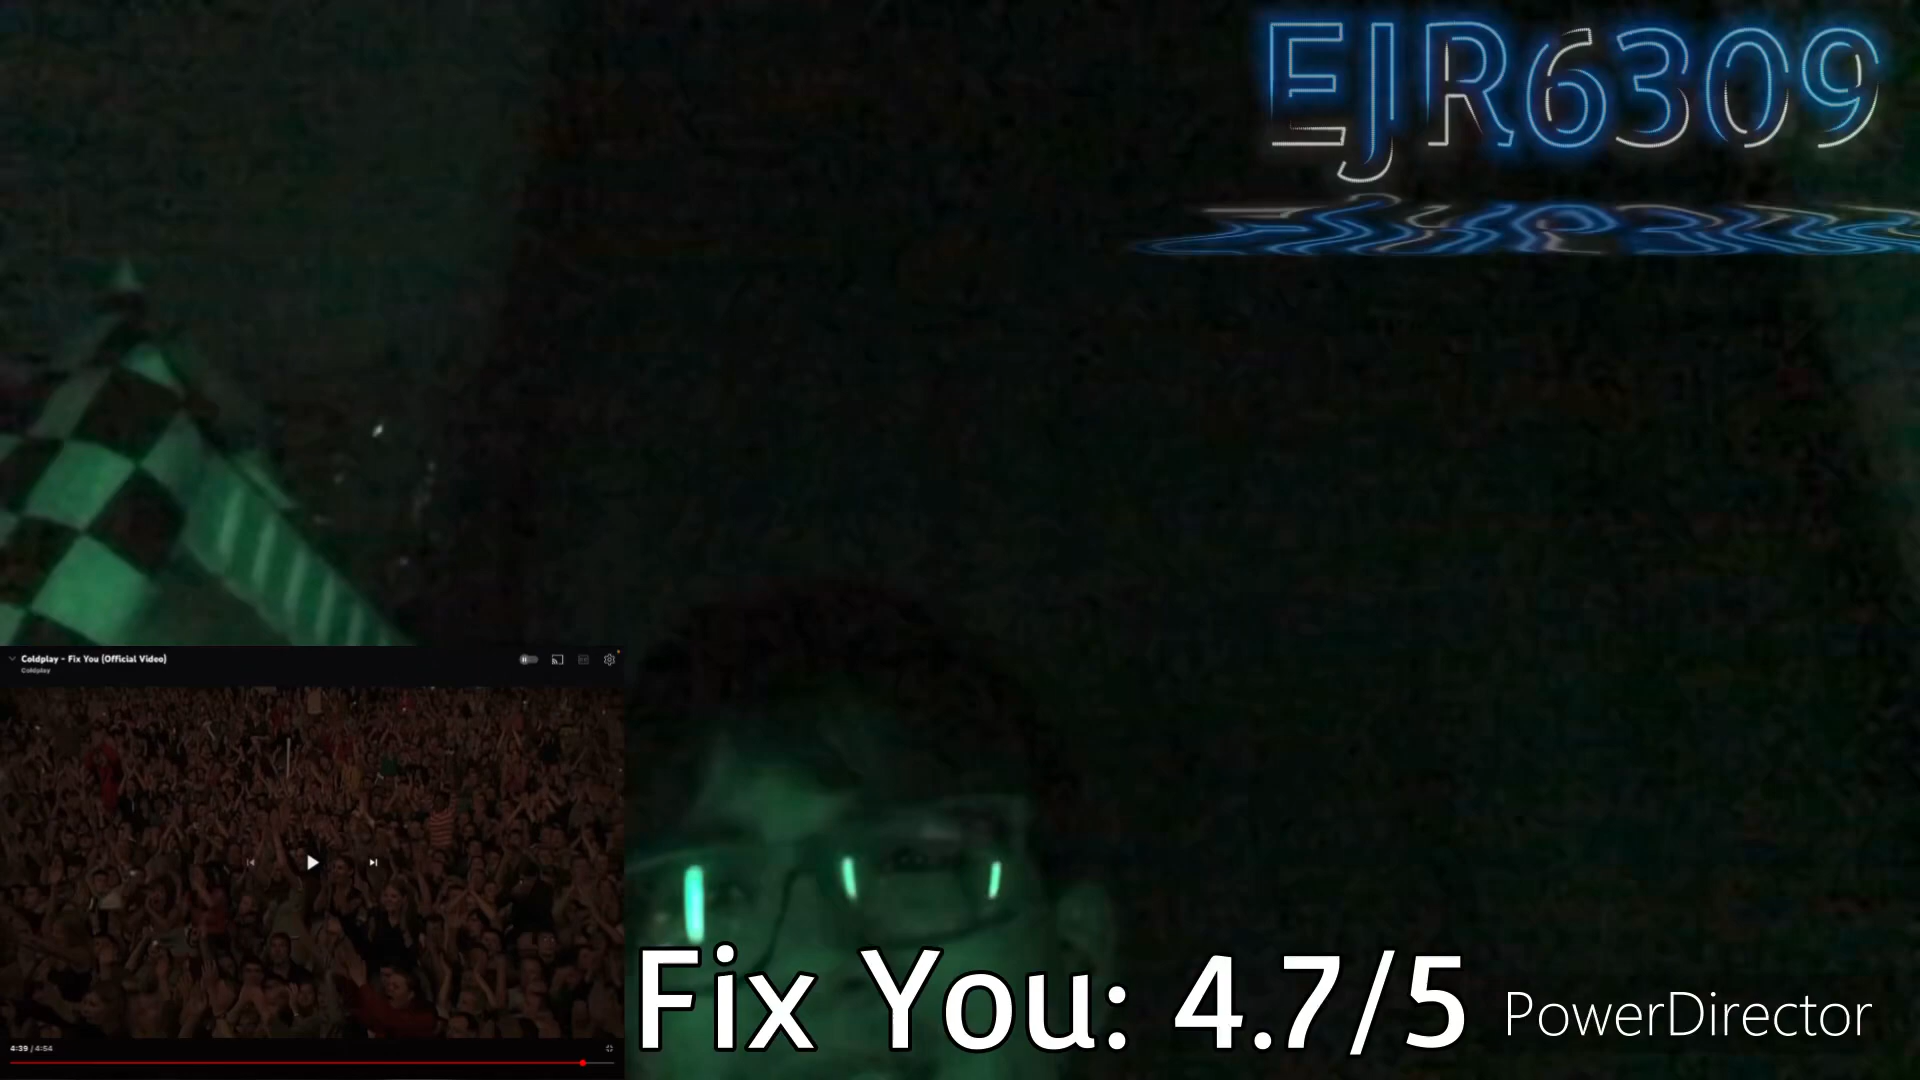 EJR6309
Coldplay - Fix You (Official Video)
Coldplay
4:39 / 4:54
Fix You: 4.7/5
PowerDirector